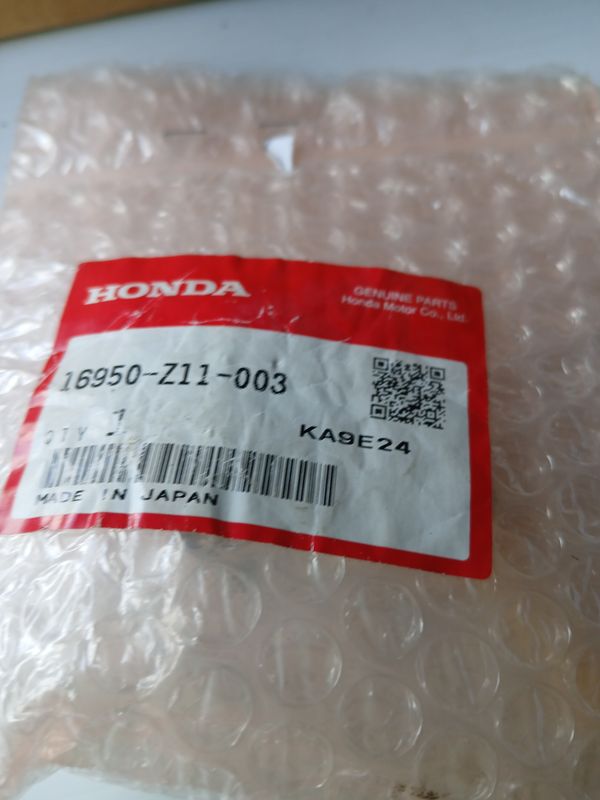 HONDA
GENUINE PARTS
Honda Motor Co., Ltd.
16950-Z11-003
QTY 1
KA9E24
MADE IN JAPAN